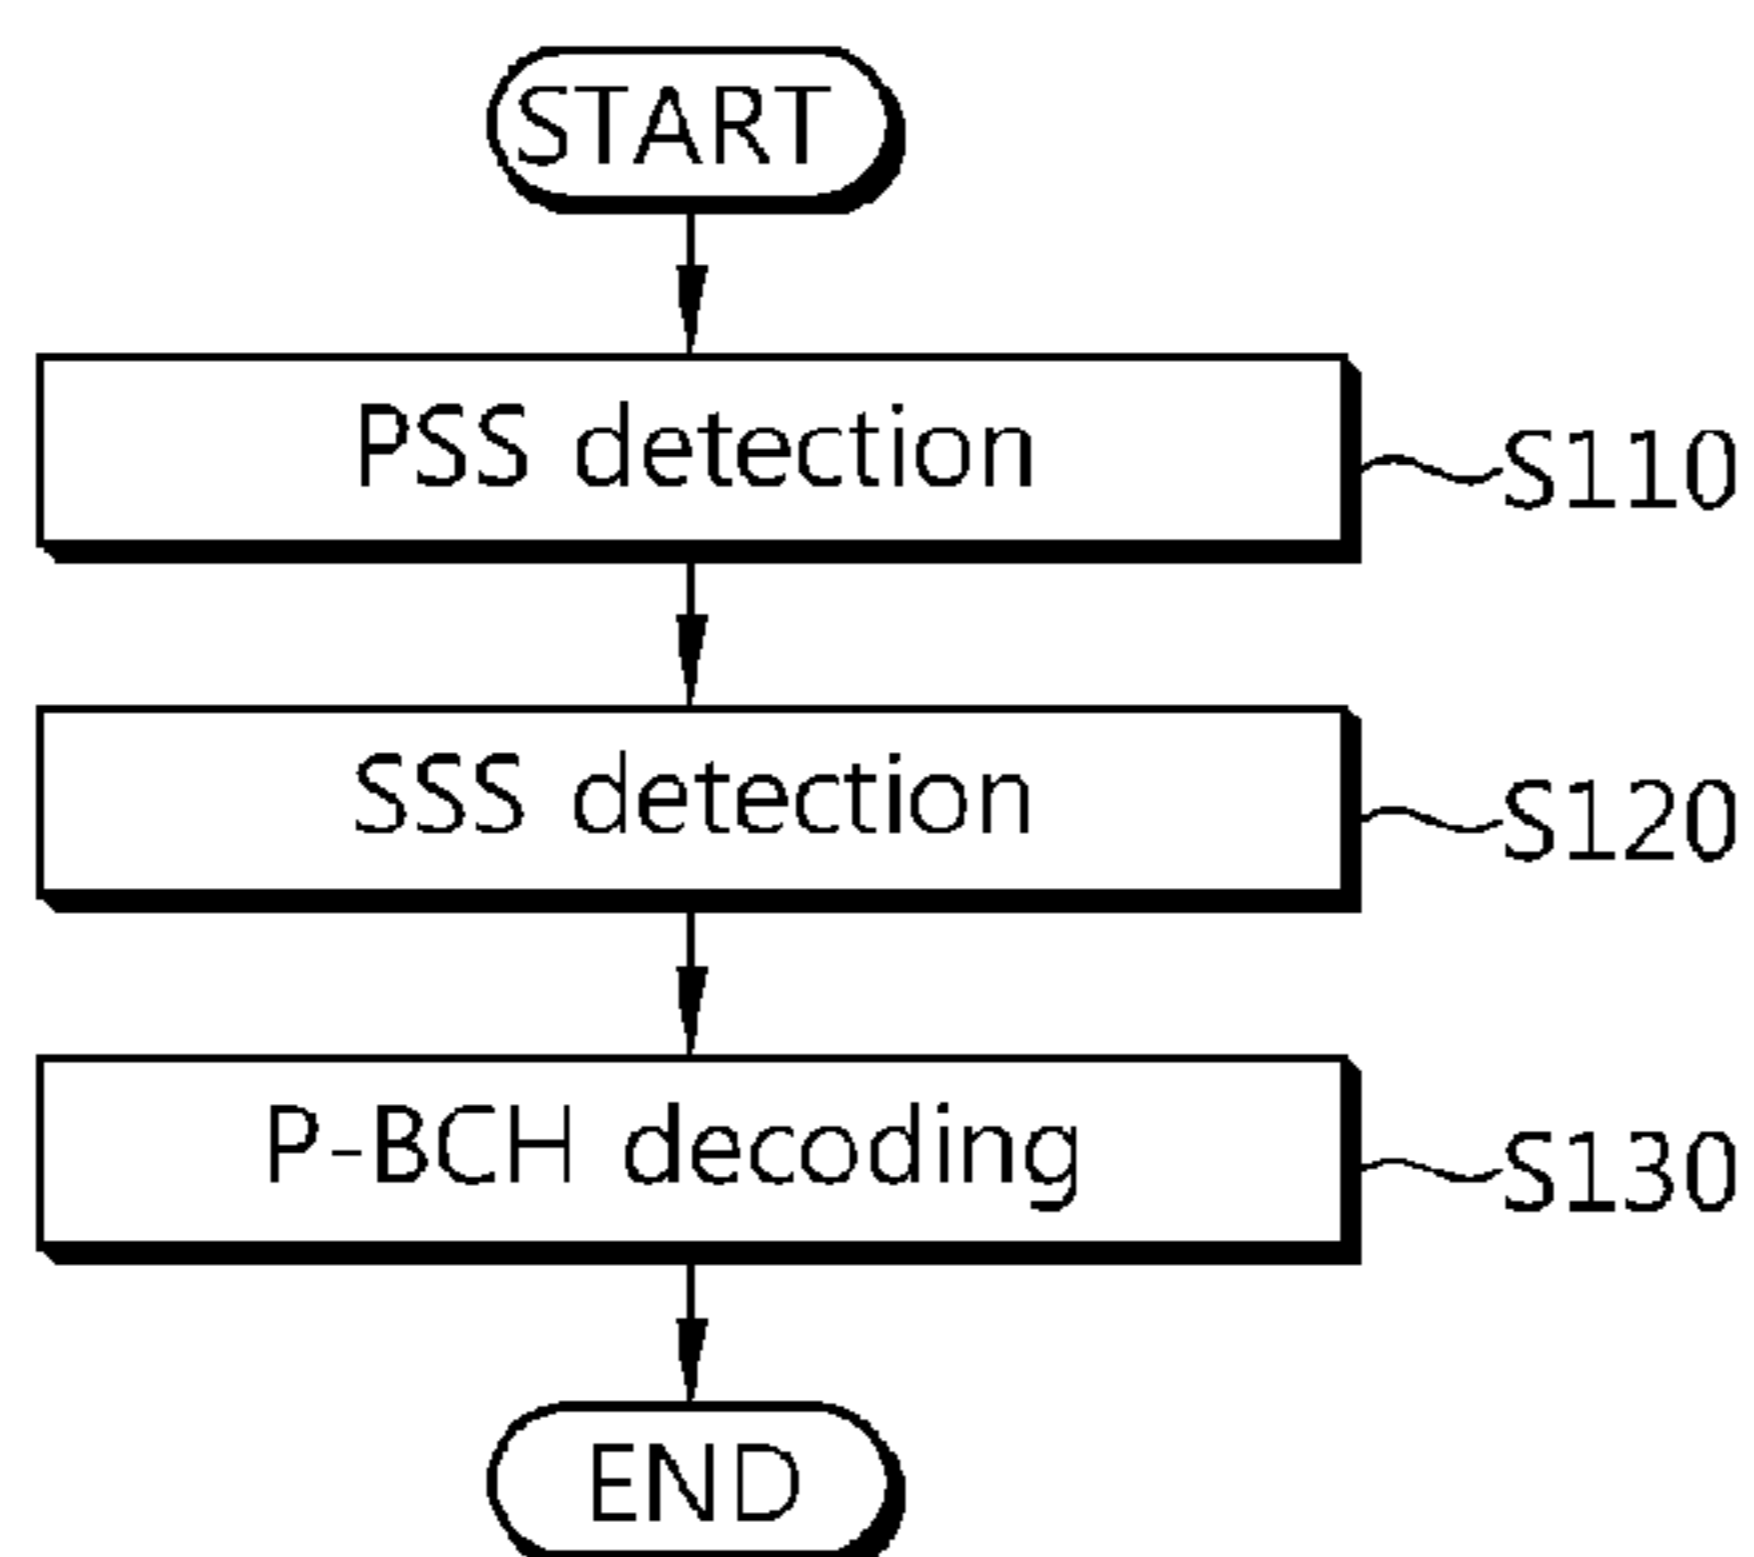 START
PSS detection
S110
SSS detection
S120
P-BCH decoding
S130
END